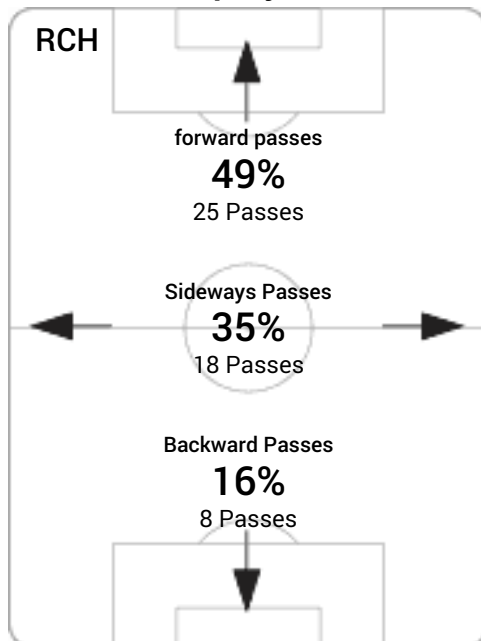 RCH
forward passes
49%
25 Passes
Sideways Passes
35%
18 Passes
Backward Passes
16%
8 Passes